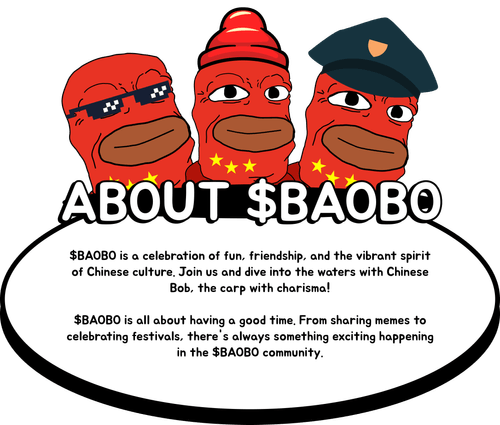 ABOUT $BAOBO
$BAOBO is a celebration of fun, friendship, and the vibrant spirit
of Chinese culture. Join us and dive into the waters with Chinese
Bob, the carp with charisma!
$BAOBO is all about having a good time. From sharing memes to
celebrating festivals, there's always something exciting happening
in the $BAOBO community.